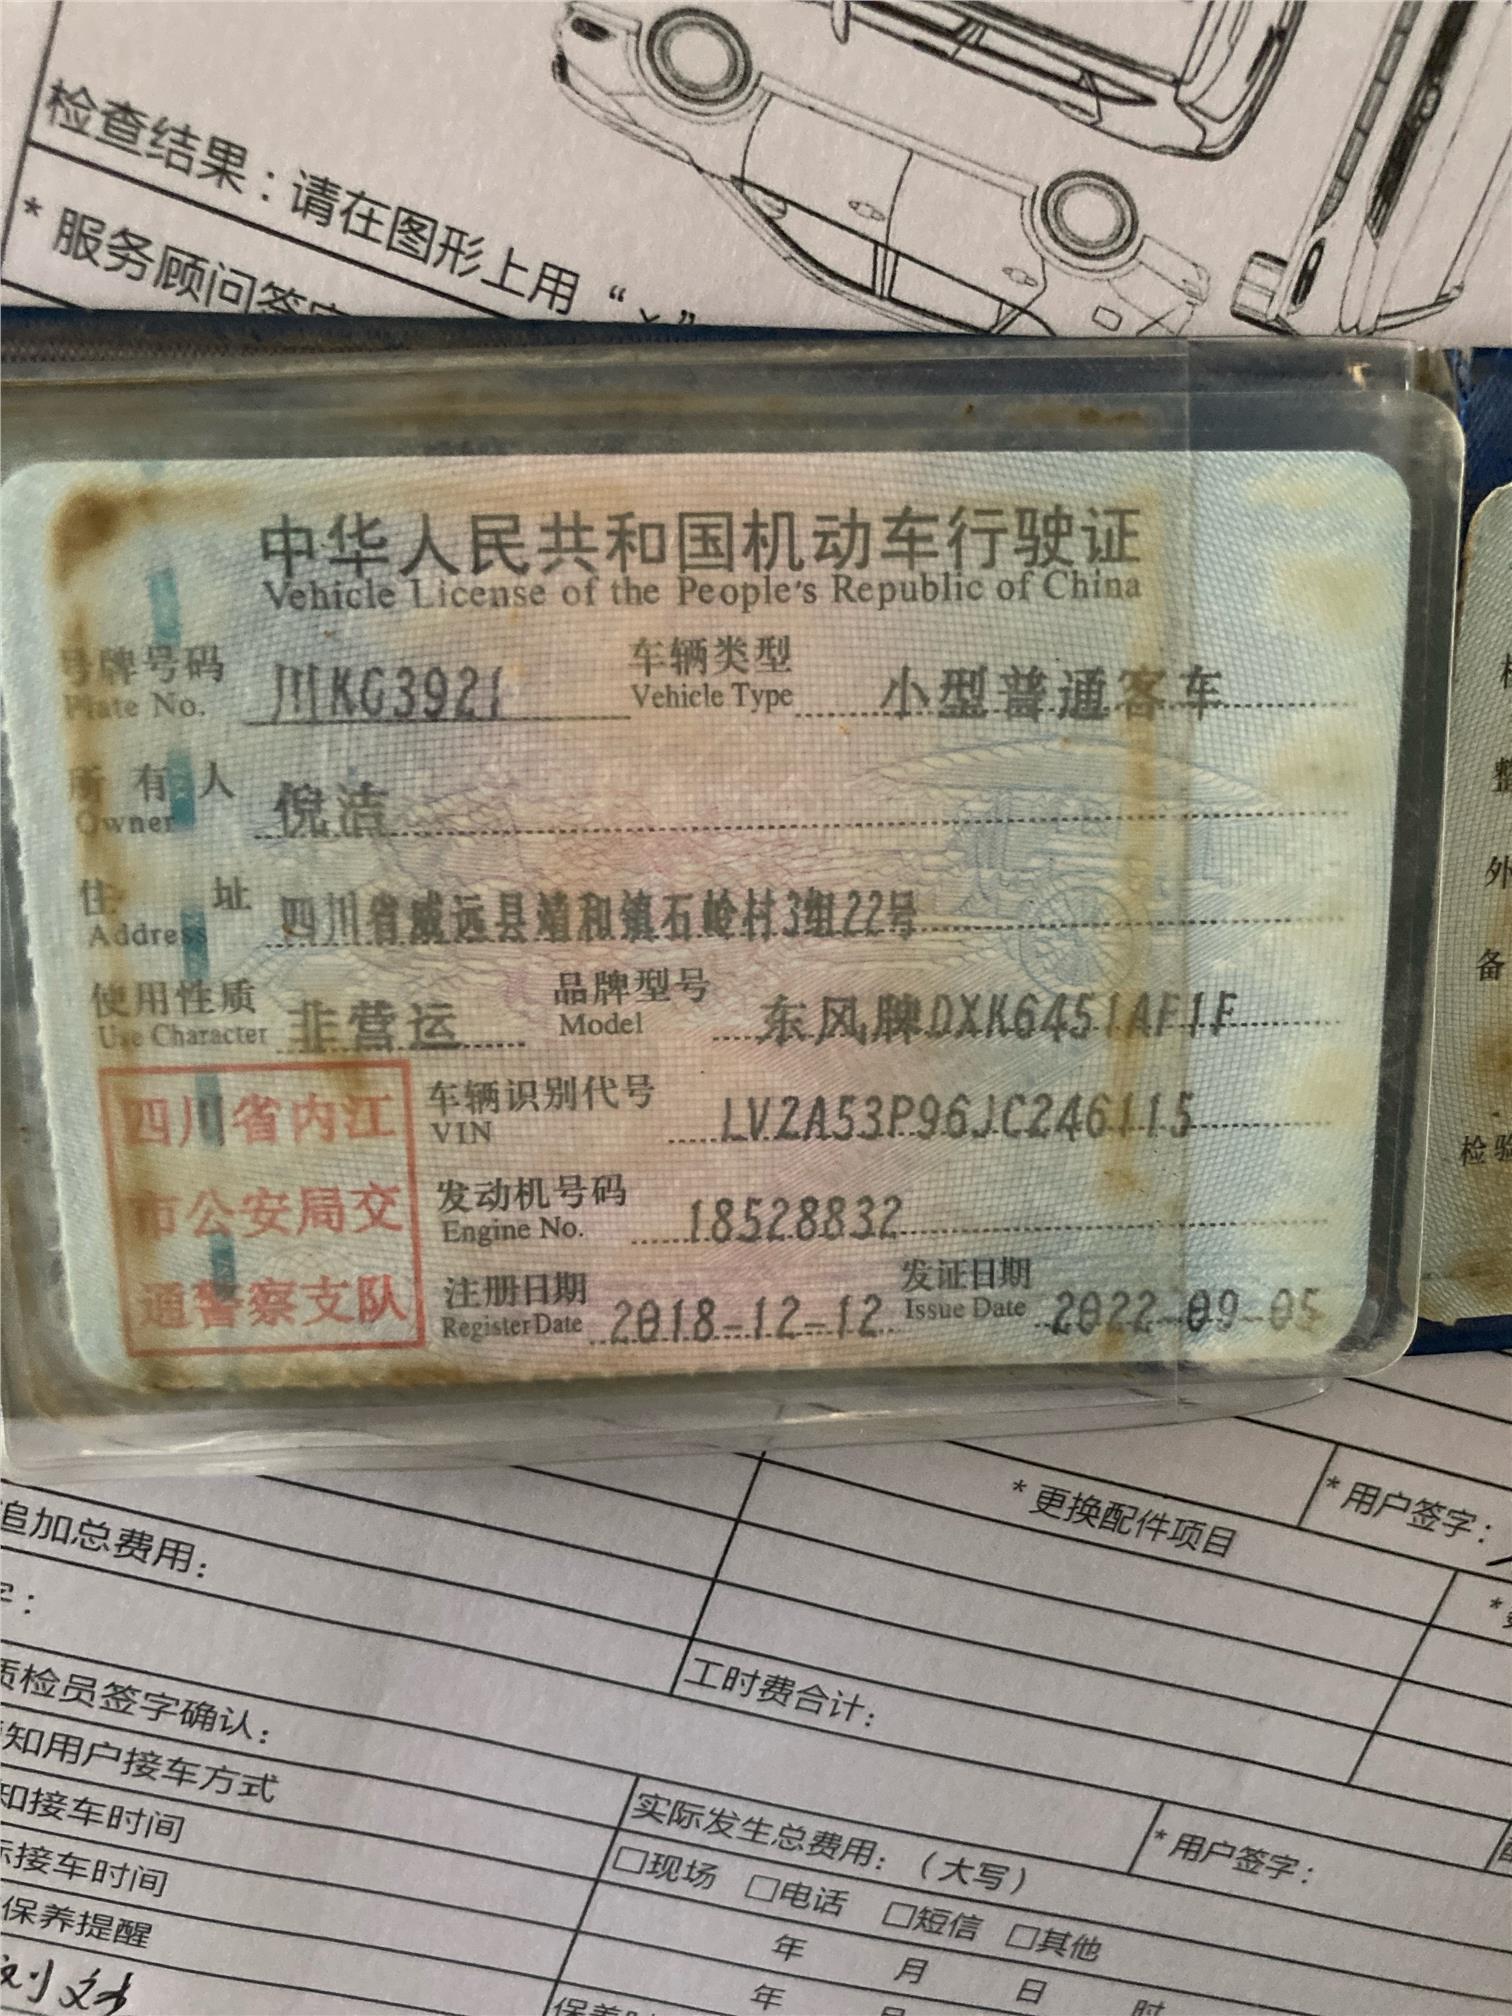 检查结果：请在图形上用“×”
*服务顾问签字
中华人民共和国机动车行驶证
Vehicle License of the People's Republic of China
号牌号码 川KG3921 车辆类型 小型普通客车
Plate No. Vehicle Type
所有人 倪洁
Owner
住址 四川省威远县靖和镇石岭村3组22号
Address
使用性质 非营运 品牌型号 东风牌DXK6451AF1F
Use Character Model
四川省内江
市公安局交
通警察支队
车辆识别代号 LVZA53P96JC246115
VIN
发动机号码 18528832
Engine No.
注册日期 2018-12-12 发证日期 2022-09-05
Register Date Issue Date
外
备
检验
*更换配件项目
*用户签字：
追加总费用：
字：
工时费合计：
质检员签字确认：
知用户接车方式
知接车时间
接车时间
保养提醒
实际发生总费用：（大写）
*用户签字：
□现场 □电话 □短信 □其他
年 月 日
年 月 日 时